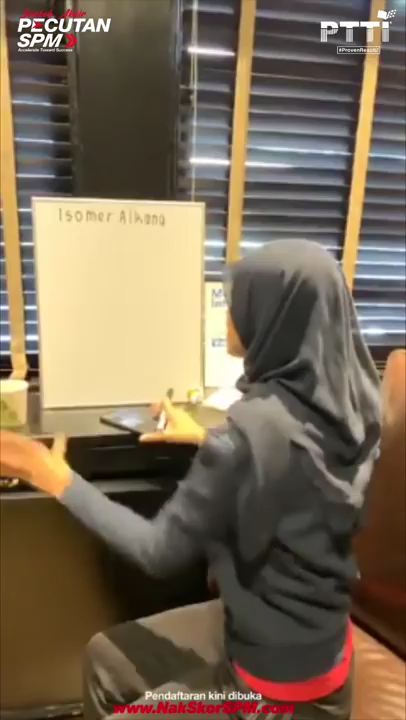 PECUTAN
SPM
Accelerate Toward Success
PTTI
#ProvenResult!
Isomer Alkana
Pendaftaran kini dibuka
www.NakSkorSPM.com